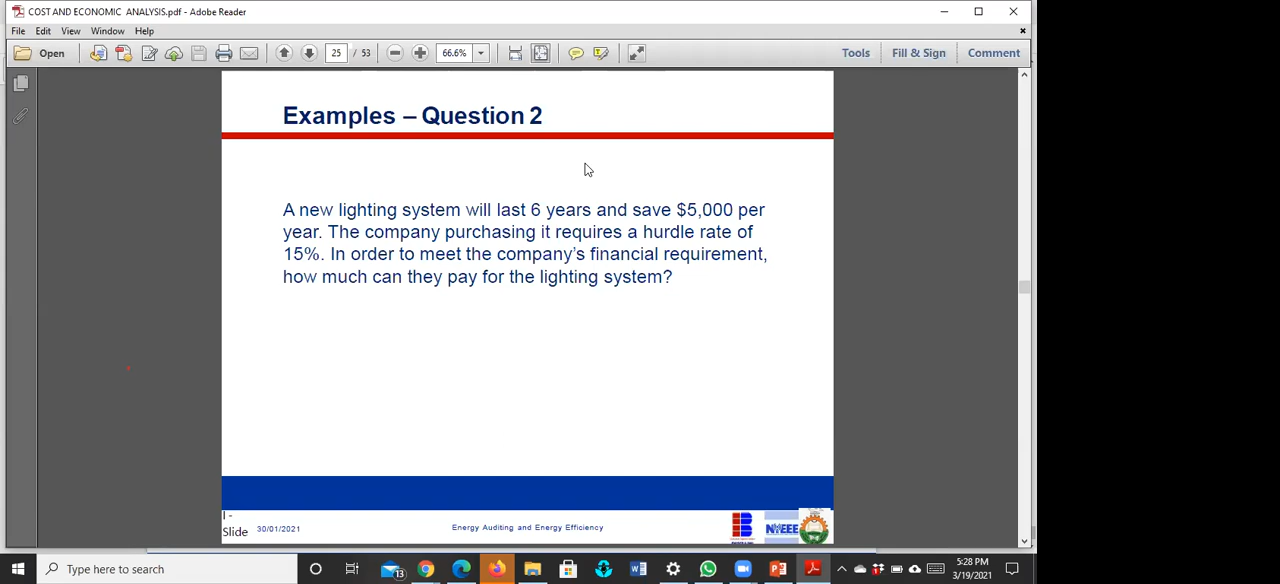 COST AND ECONOMIC ANALYSIS.pdf - Adobe Reader
File Edit View Window Help
Open 25 / 53 66.6% Tools Fill & Sign Comment
Examples – Question 2
A new lighting system will last 6 years and save $5,000 per
year. The company purchasing it requires a hurdle rate of
15%. In order to meet the company's financial requirement,
how much can they pay for the lighting system?
I -
Slide 30/01/2021 Energy Auditing and Energy Efficiency
Type here to search 13 5:28 PM
3/19/2021